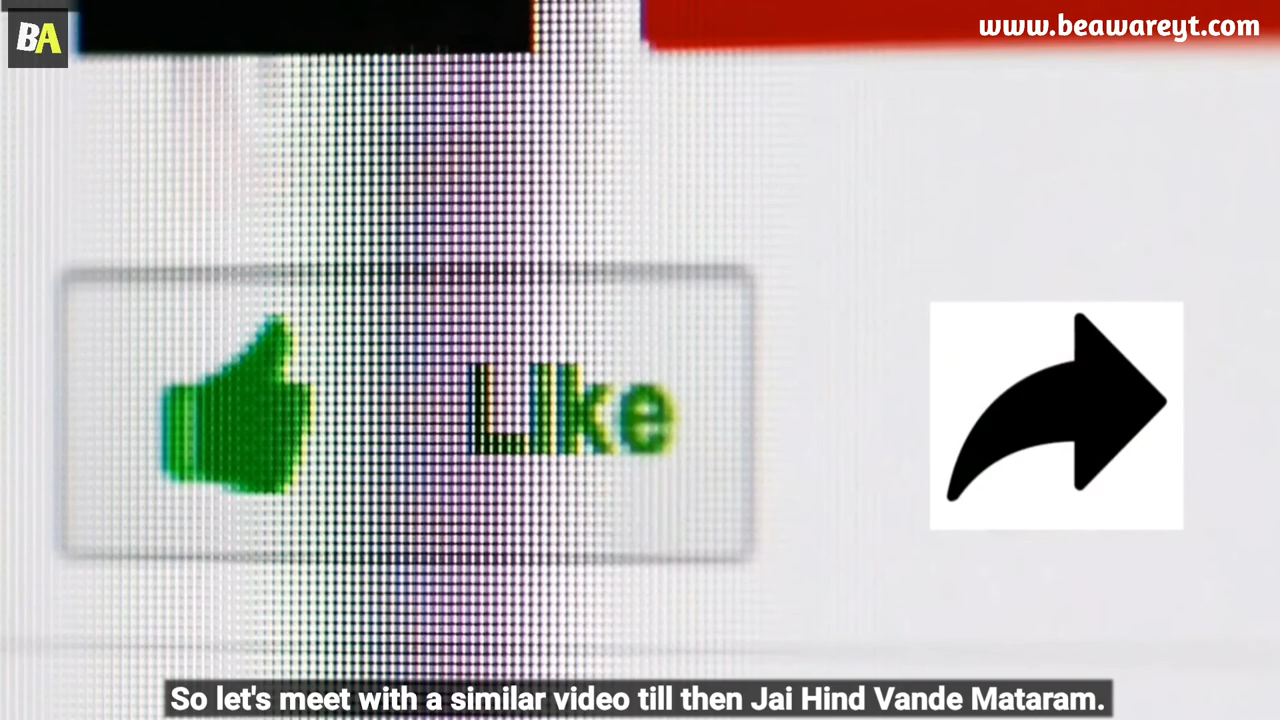 BA
www.beawareyt.com
Like
So let's meet with a similar video till then Jai Hind Vande Mataram.